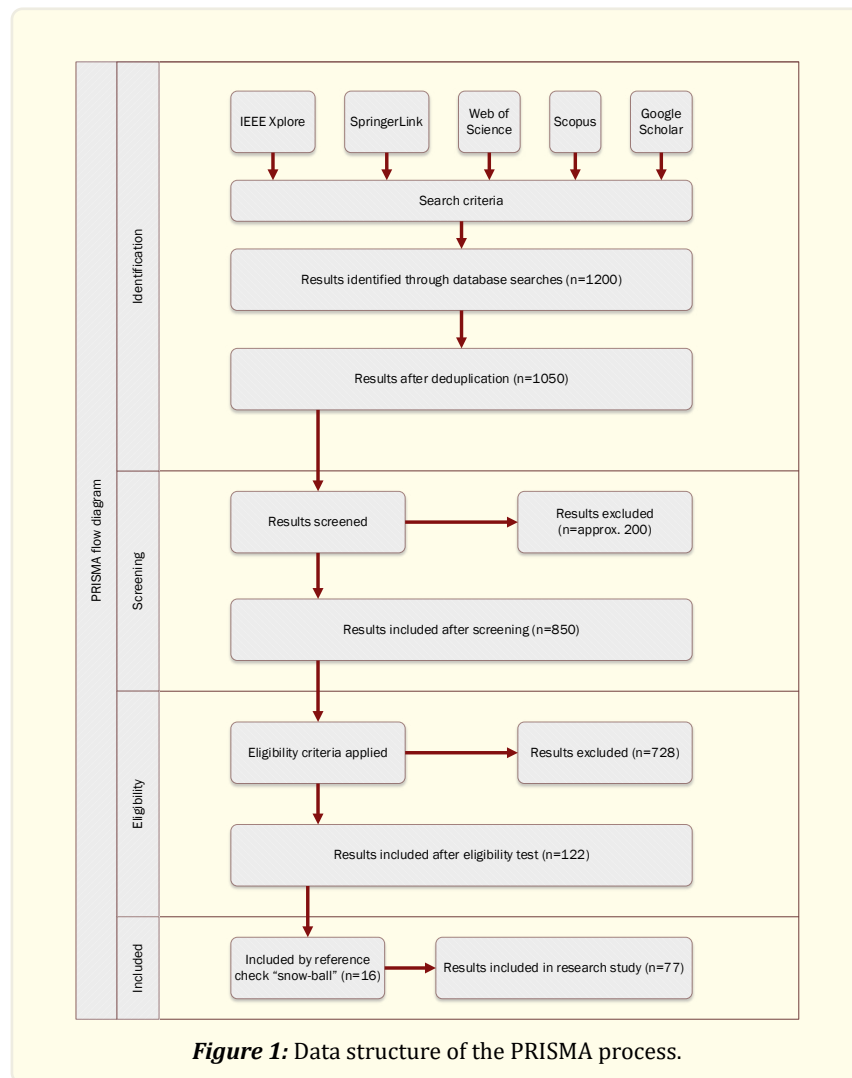 PRISMA flow diagram
Identification
IEEE Xplore
SpringerLink
Web of
Science
Scopus
Google
Scholar
Search criteria
Results identified through database searches (n=1200)
Results after deduplication (n=1050)
Screening
Results screened
Results excluded
(n=approx. 200)
Results included after screening (n=850)
Eligibility
Eligibility criteria applied
Results excluded (n=728)
Results included after eligibility test (n=122)
Included
Included by reference
check “snow-ball” (n=16)
Results included in research study (n=77)
Figure 1: Data structure of the PRISMA process.